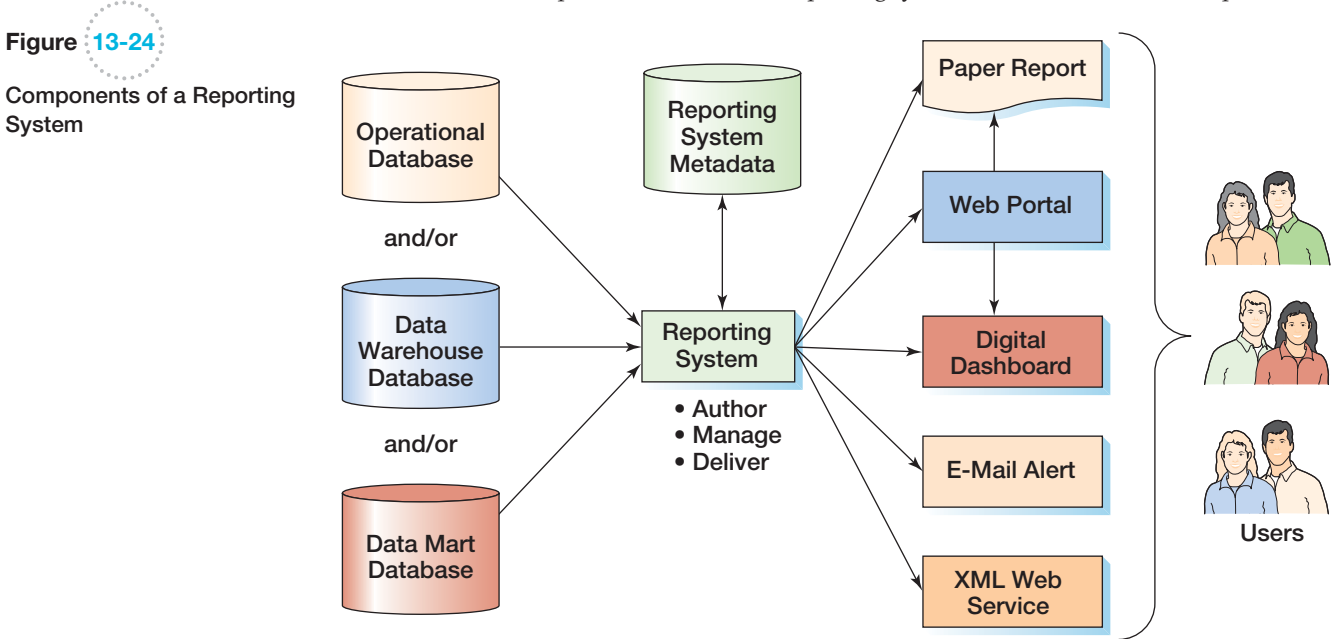 Figure 13-24
Components of a Reporting
System
Operational
Database
and/or
Data
Warehouse
Database
and/or
Data Mart
Database
Reporting
System
Metadata
Reporting
System
• Author
• Manage
• Deliver
Paper Report
Web Portal
Digital
Dashboard
E-Mail Alert
XML Web
Service
Users